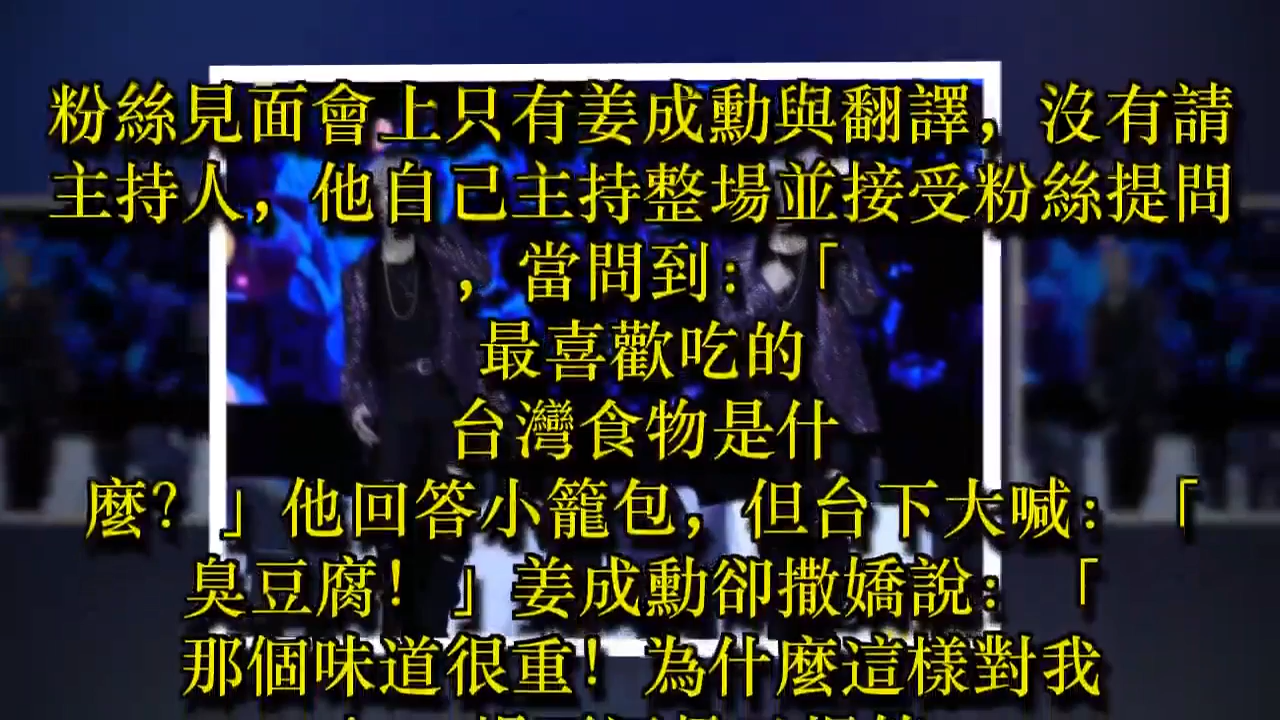 粉絲見面會上只有姜成勳與翻譯，沒有請
主持人，他自己主持整場並接受粉絲提問
，當問到：「
最喜歡吃的
台灣食物是什
麼？」他回答小籠包，但台下大喊：「
臭豆腐！」姜成勳卻撒嬌說：「
那個味道很重！為什麼這樣對我